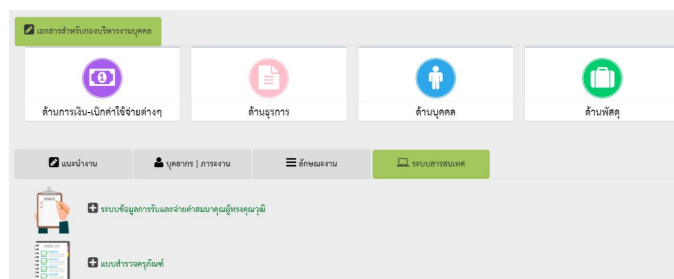 เอกสารสำหรับกองบริหารงานบุคคล
ด้านการเงิน-เบิกค่าใช้จ่ายต่างๆ
ด้านธุรการ
ด้านบุคคล
ด้านพัสดุ
แนะนำงาน
บุคลากร | ภาระงาน
ลักษณะงาน
ระบบสารสนเทศ
ระบบข้อมูลการรับและจ่ายค่าสมนาคุณผู้ทรงคุณวุฒิ
แบบสำรวจครุภัณฑ์